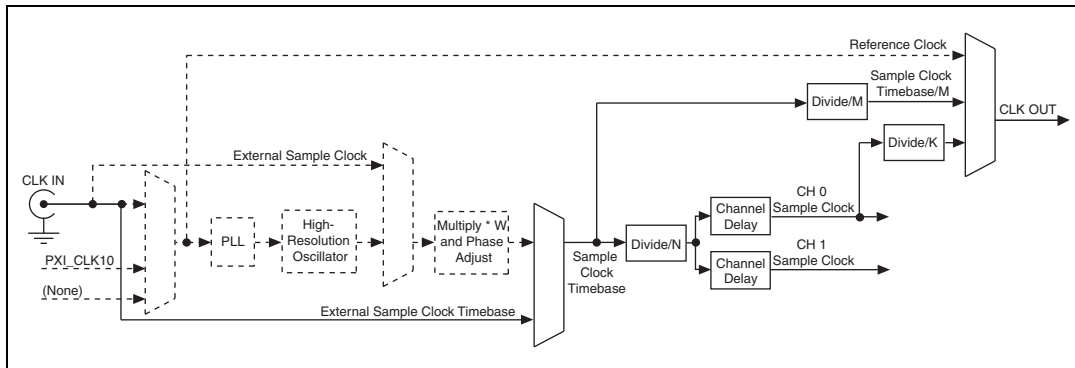 Reference Clock
Sample Clock
Timebase/M
Divide/M
CLK OUT
External Sample Clock
Divide/K
CLK IN
CH 0
Sample Clock
Channel
Delay
High-
Resolution
Oscillator
PLL
Multiply * W
and Phase
Adjust
Divide/N
PXI_CLK10
Sample
Clock
Timebase
CH 1
Sample Clock
Channel
Delay
(None)
External Sample Clock Timebase